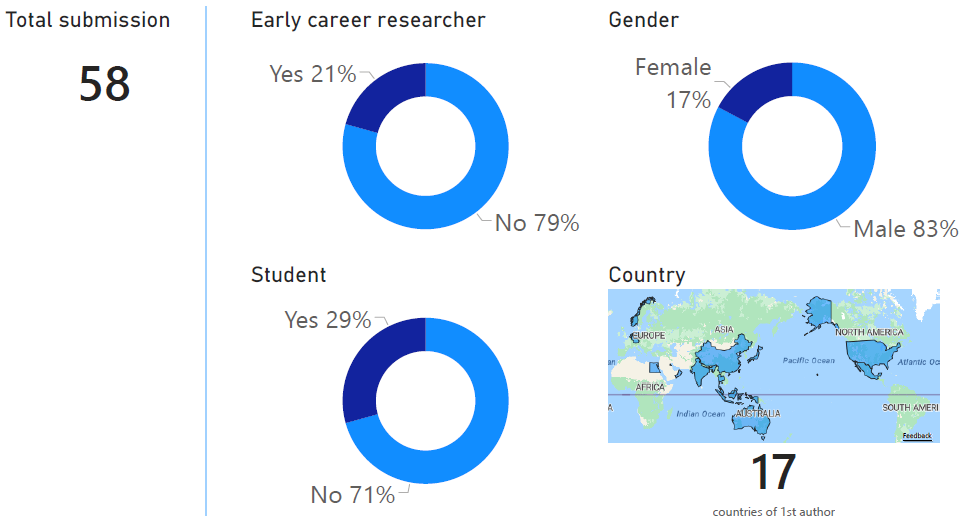 Total submission
58
Early career researcher
Yes 21%
No 79%
Gender
Female
17%
Male 83%
Student
Yes 29%
No 71%
Country
EUROPE
ASIA
NORTH AMERICA
Pacific Ocean
Atlantic Oc
an
AFRICA
Indian Ocean
AUSTRALIA
SOUTH AMERI
A
Feedback
17
countries of 1st author